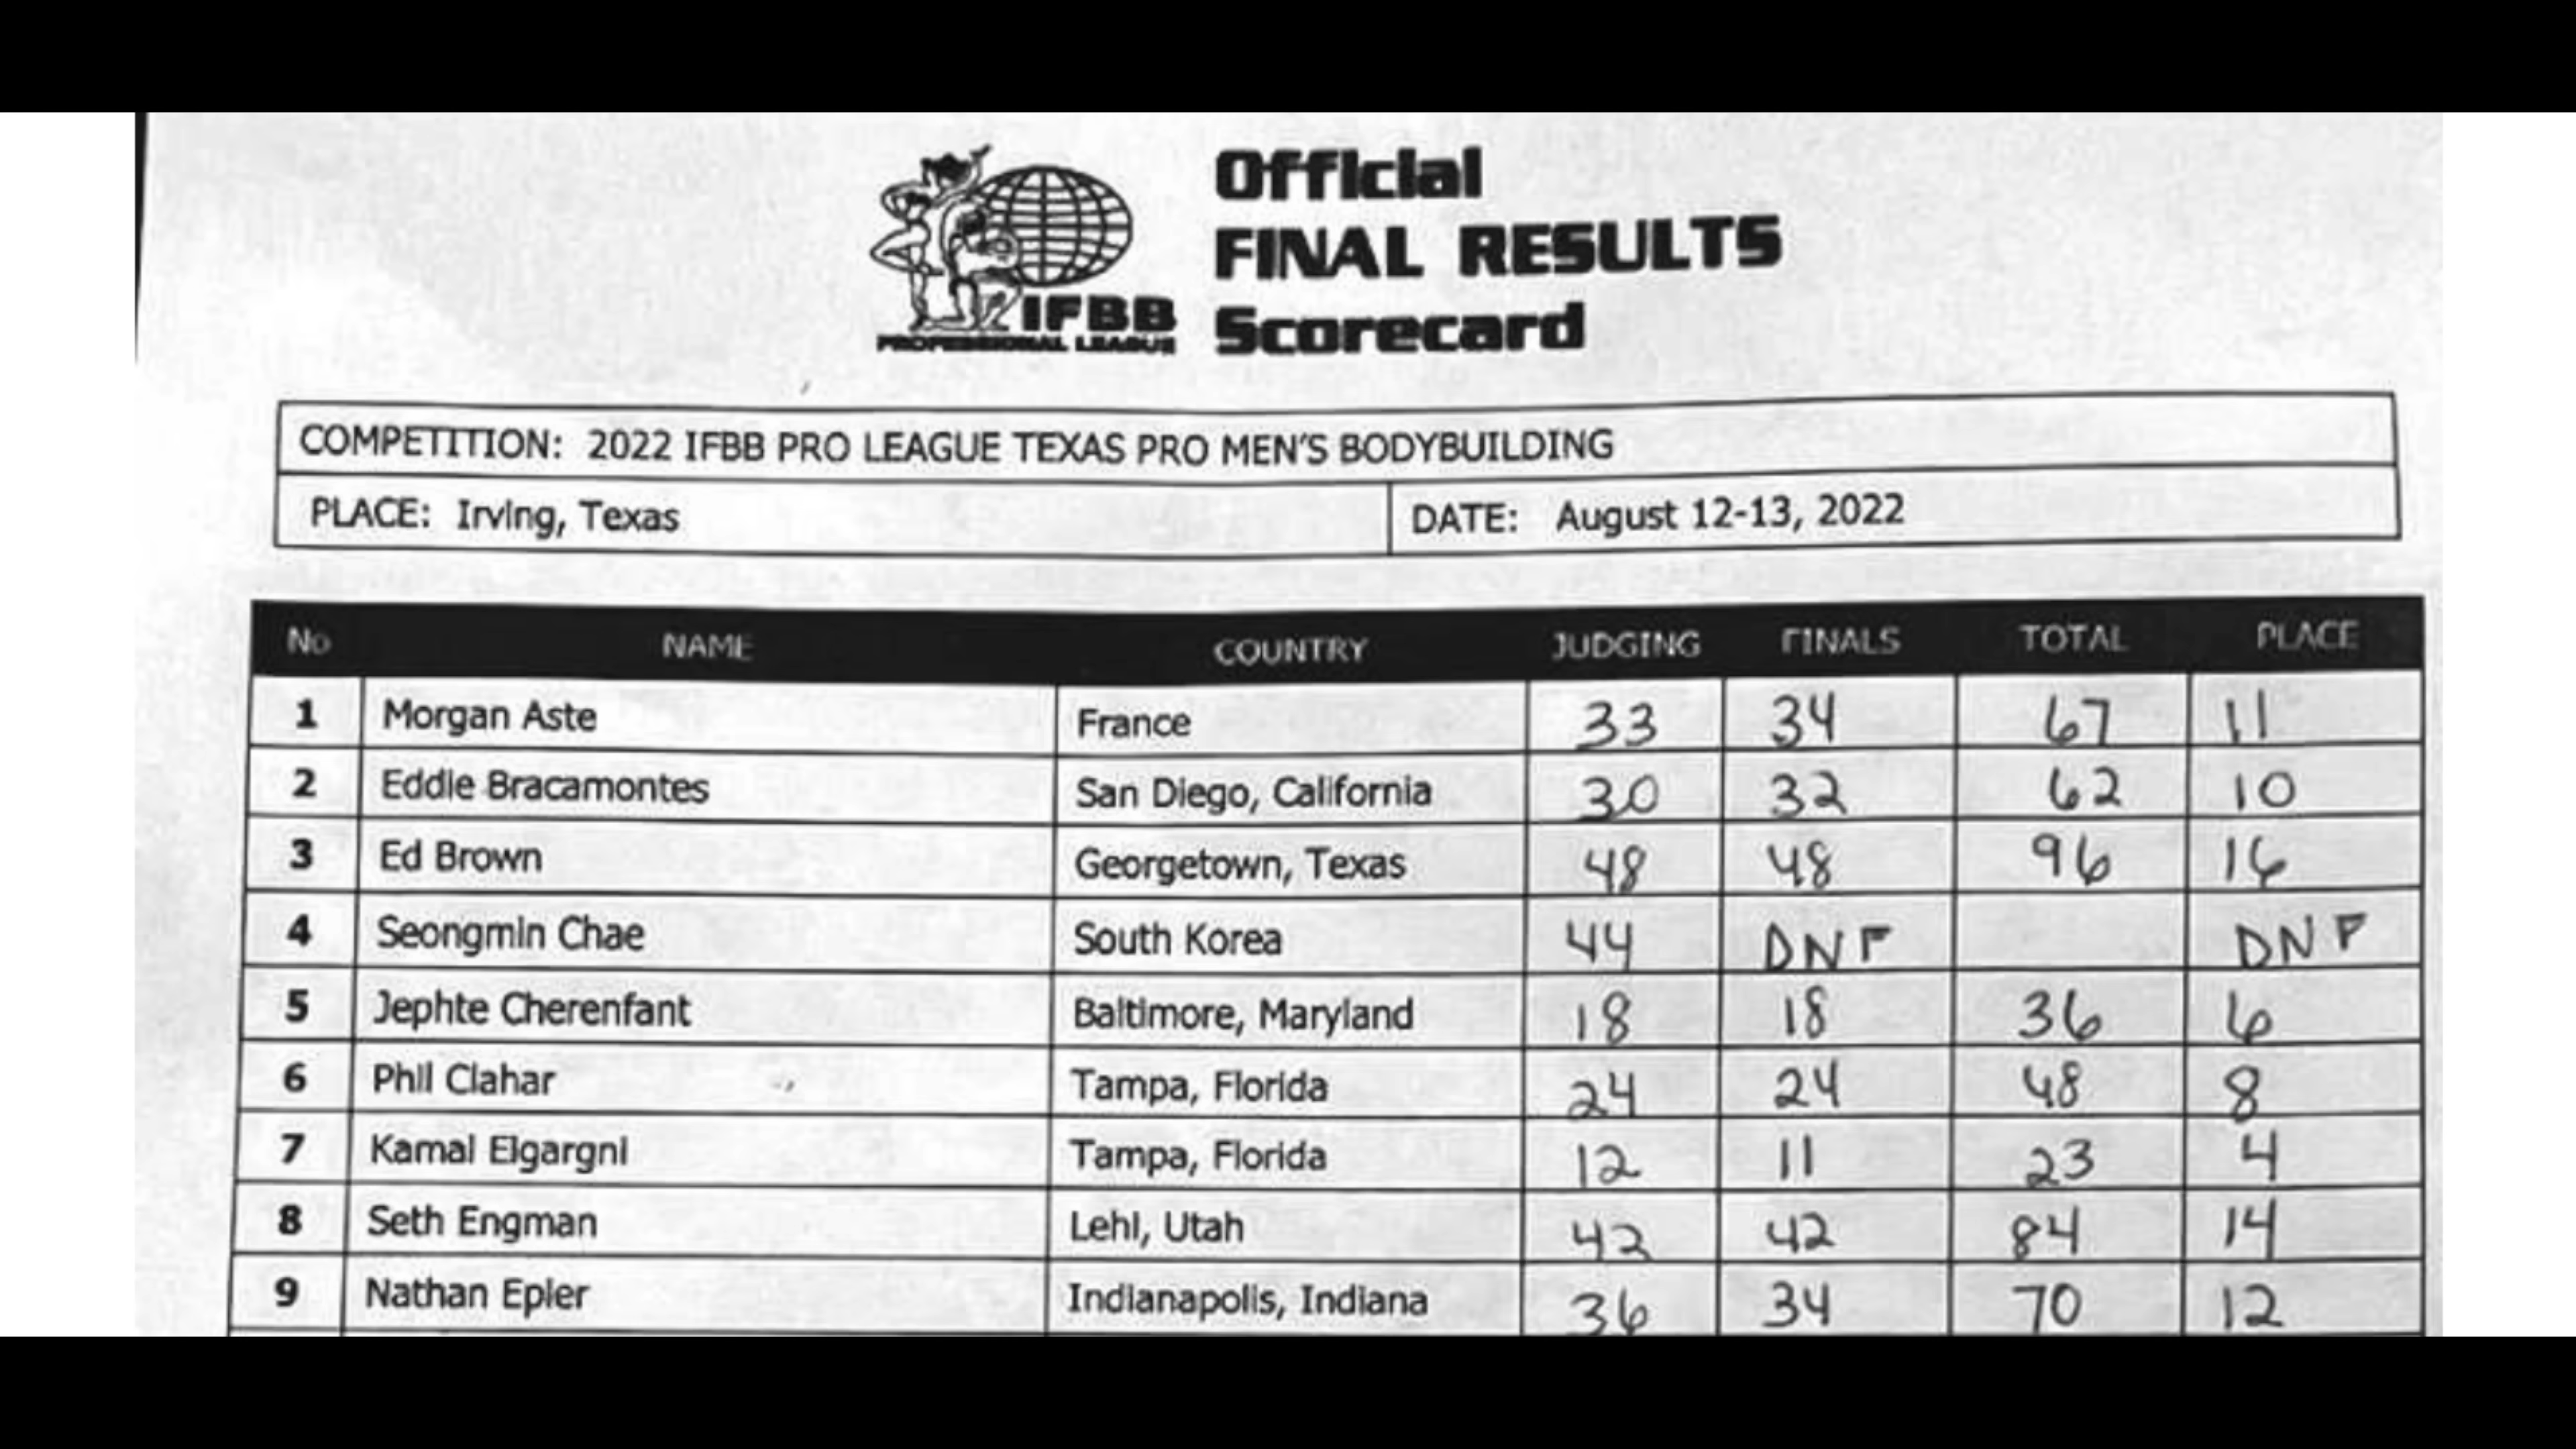 Official
FINAL RESULTS
Scorecard
IFBB
PROFESSIONAL LEAGUE
COMPETITION: 2022 IFBB PRO LEAGUE TEXAS PRO MEN'S BODYBUILDING
PLACE: Irving, Texas DATE: August 12-13, 2022
No NAME COUNTRY JUDGING FINALS TOTAL PLACE
1 Morgan Aste France 33 34 67 11
2 Eddie Bracamontes San Diego, California 30 32 62 10
3 Ed Brown Georgetown, Texas 48 48 96 16
4 Seongmin Chae South Korea 44 DNF DNF
5 Jephte Cherenfant Baltimore, Maryland 18 18 36 6
6 Phil Clahar Tampa, Florida 24 24 48 8
7 Kamal Elgargni Tampa, Florida 12 11 23 4
8 Seth Engman Lehi, Utah 42 42 84 14
9 Nathan Epler Indianapolis, Indiana 36 34 70 12